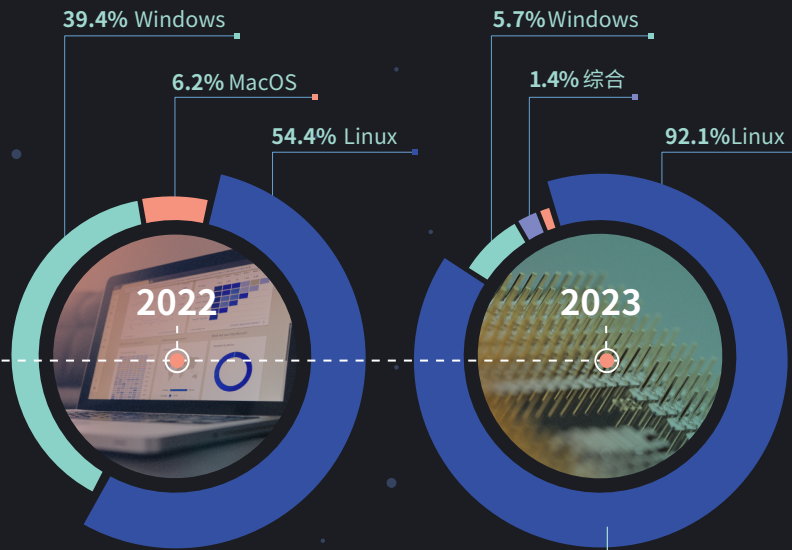 39.4% Windows
6.2% MacOS
54.4% Linux
2022
5.7%Windows
1.4% 综合
92.1%Linux
2023